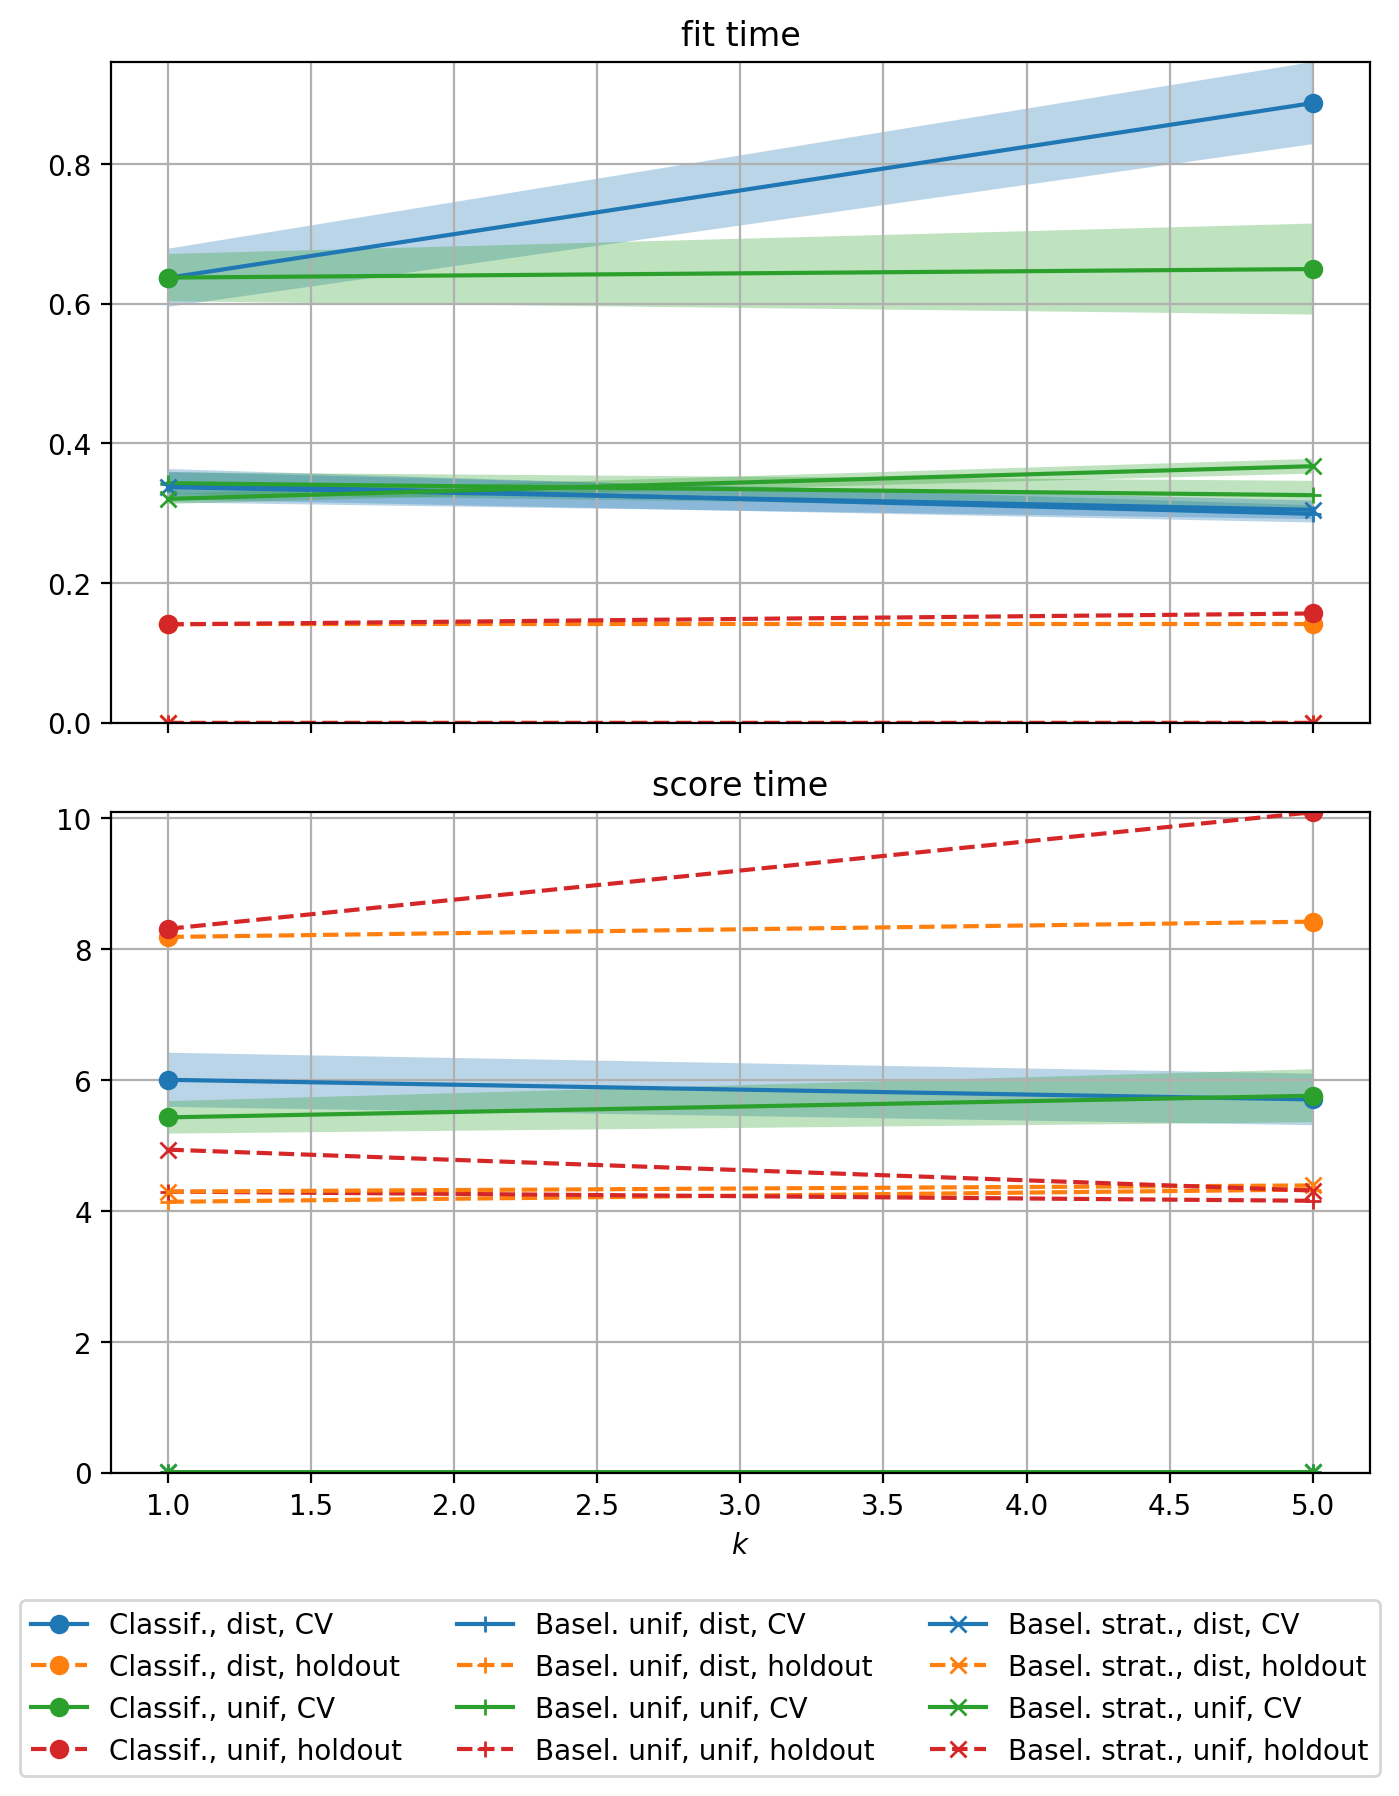 fit time
0.8
0.6
0.4
0.2
0.0
score time
10
8
6
4
2
0
1.0 1.5 2.0 2.5 3.0 3.5 4.0 4.5 5.0
k
Classif., dist, CV Basel. unif, dist, CV Basel. strat., dist, CV
Classif., dist, holdout Basel. unif, dist, holdout Basel. strat., dist, holdout
Classif., unif, CV Basel. unif, unif, CV Basel. strat., unif, CV
Classif., unif, holdout Basel. unif, unif, holdout Basel. strat., unif, holdout